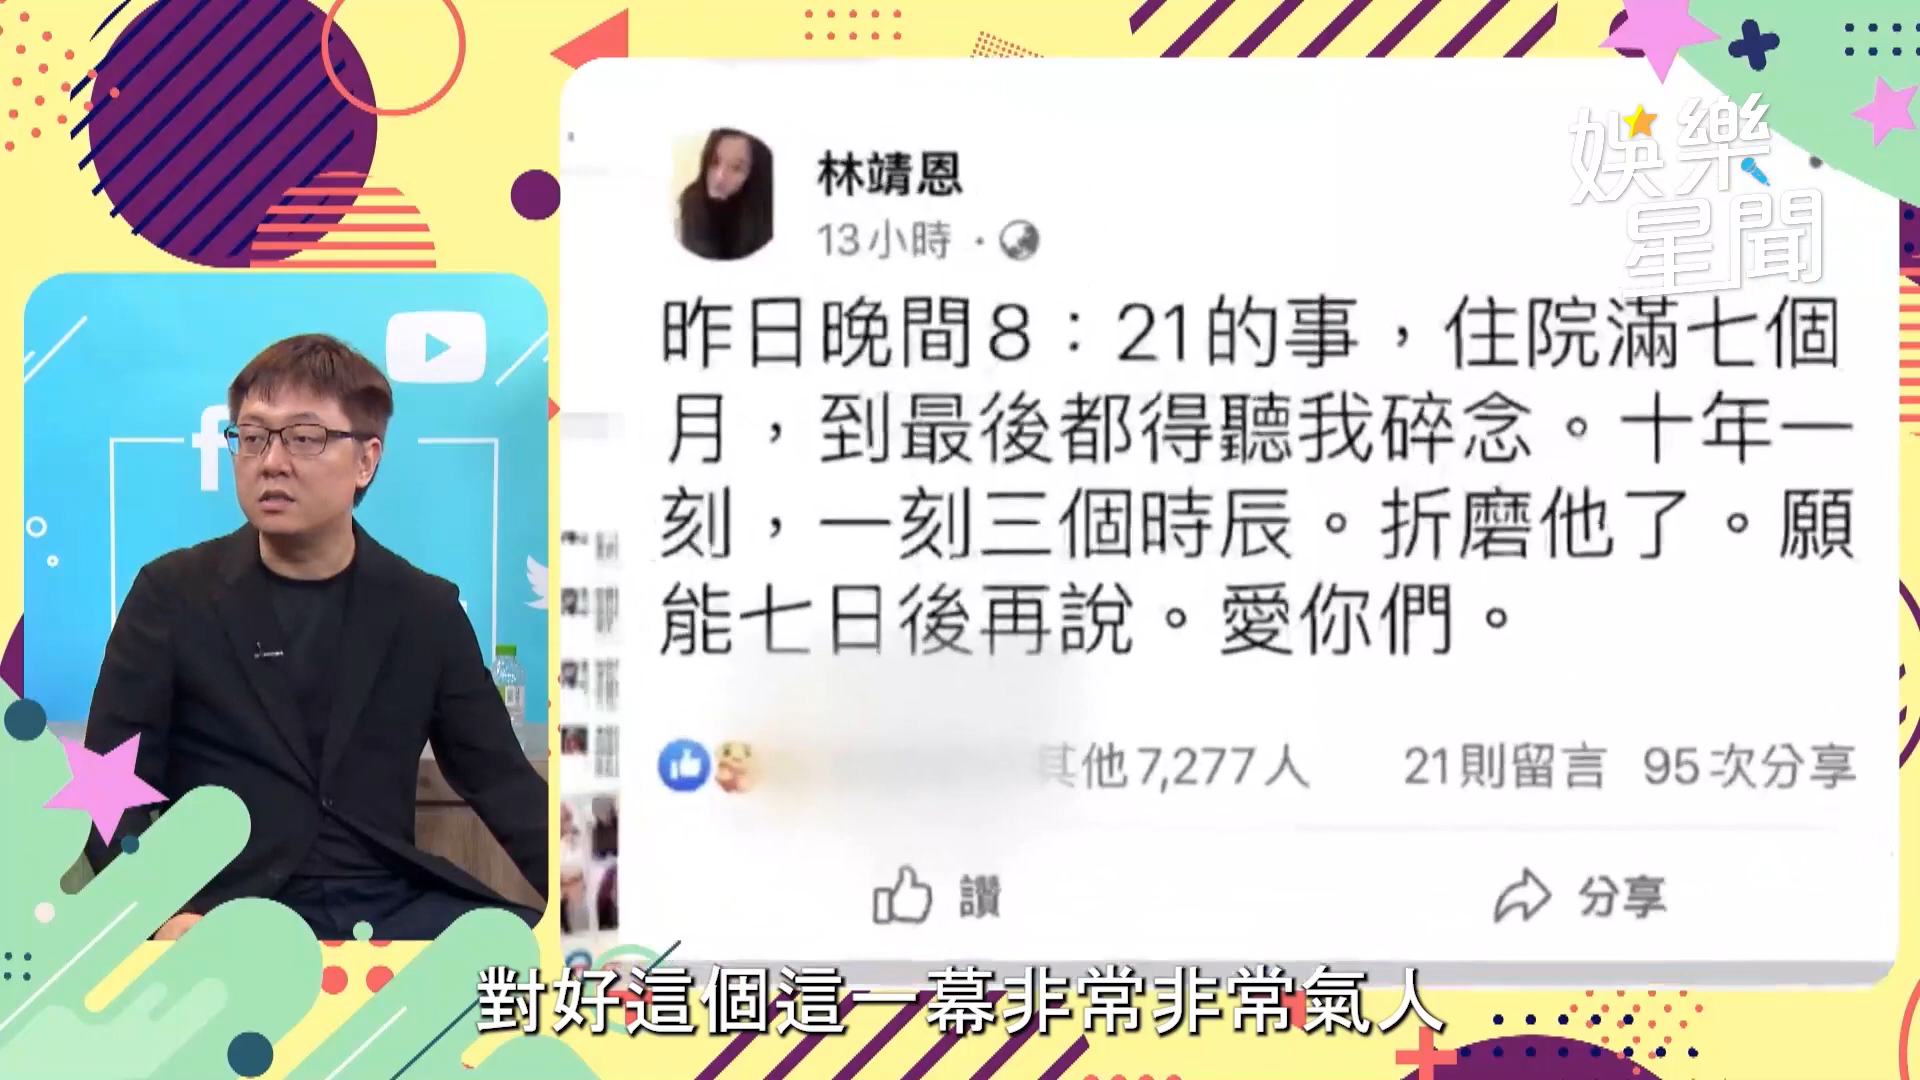 娛樂
星聞
林靖恩
13小時
昨日晚間8：21的事，住院滿七個
月，到最後都得聽我碎念。十年一
刻，一刻三個時辰。折磨他了。願
能七日後再說。愛你們。
其他7,277人 21則留言 95次分享
讚 分享
f
對好這個這一幕非常非常氣人